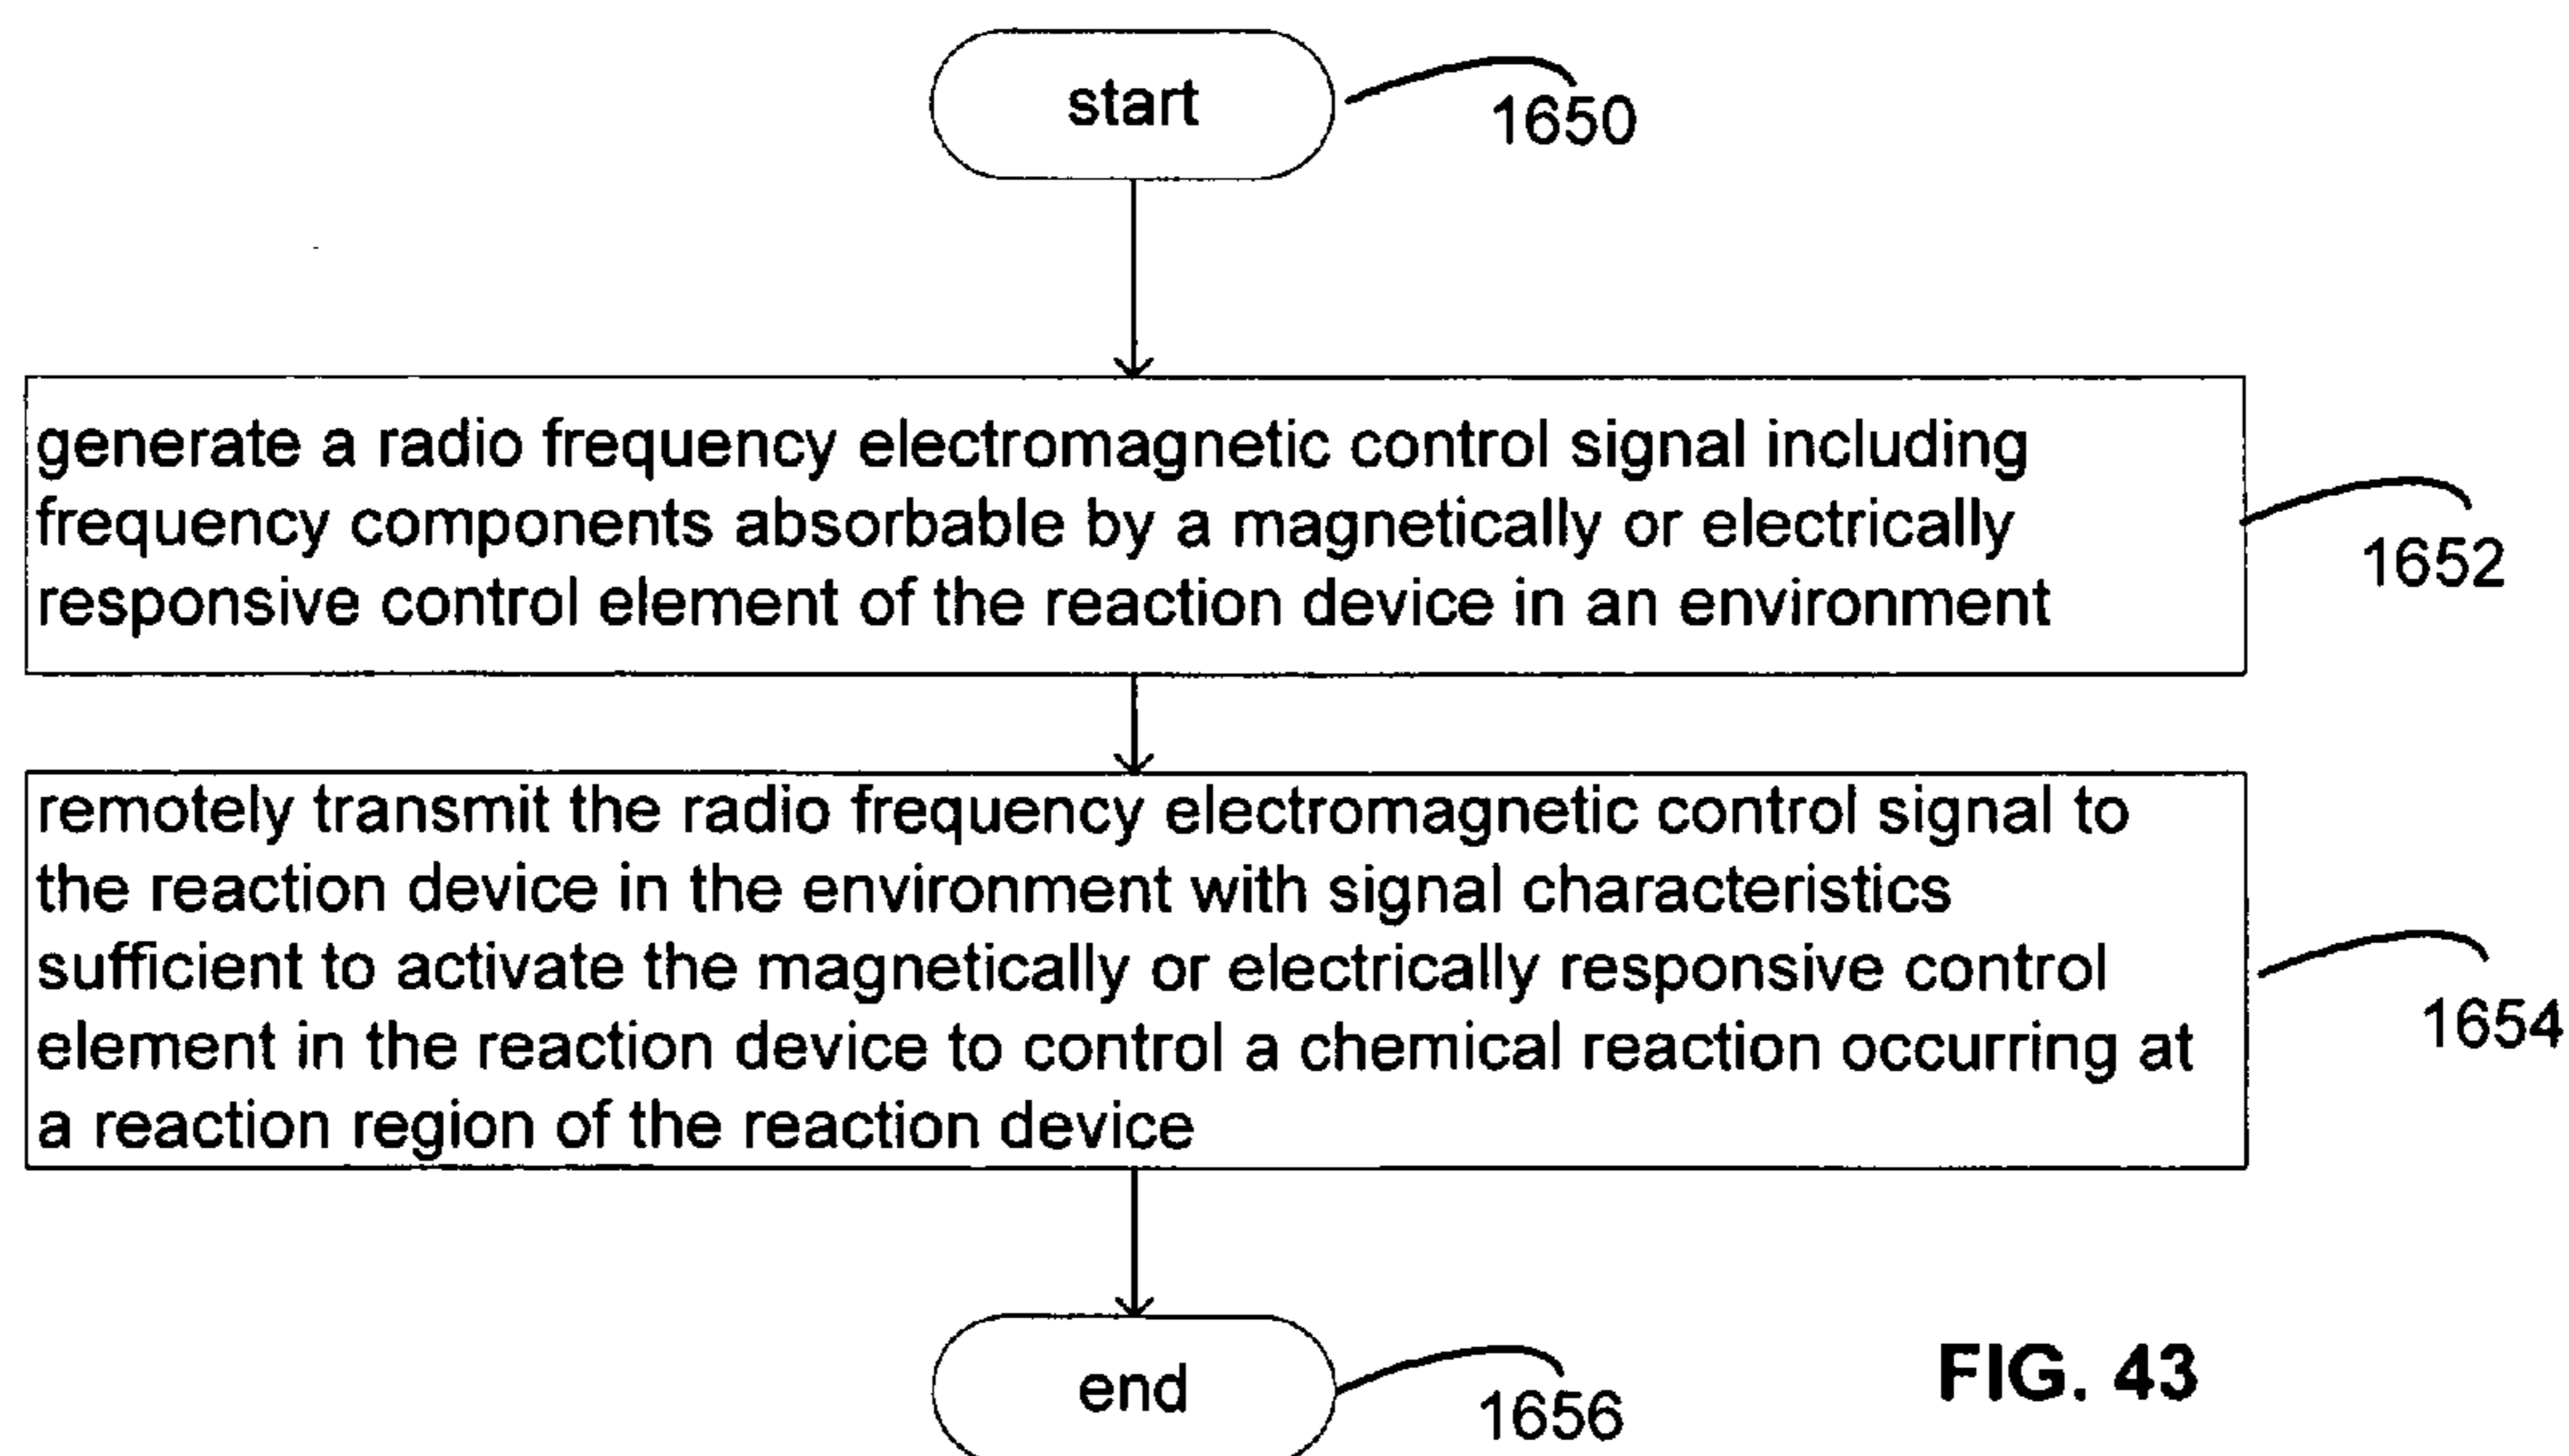 start
1650
generate a radio frequency electromagnetic control signal including
frequency components absorbable by a magnetically or electrically
responsive control element of the reaction device in an environment
1652
remotely transmit the radio frequency electromagnetic control signal to
the reaction device in the environment with signal characteristics
sufficient to activate the magnetically or electrically responsive control
element in the reaction device to control a chemical reaction occurring at
a reaction region of the reaction device
1654
end
1656
FIG. 43